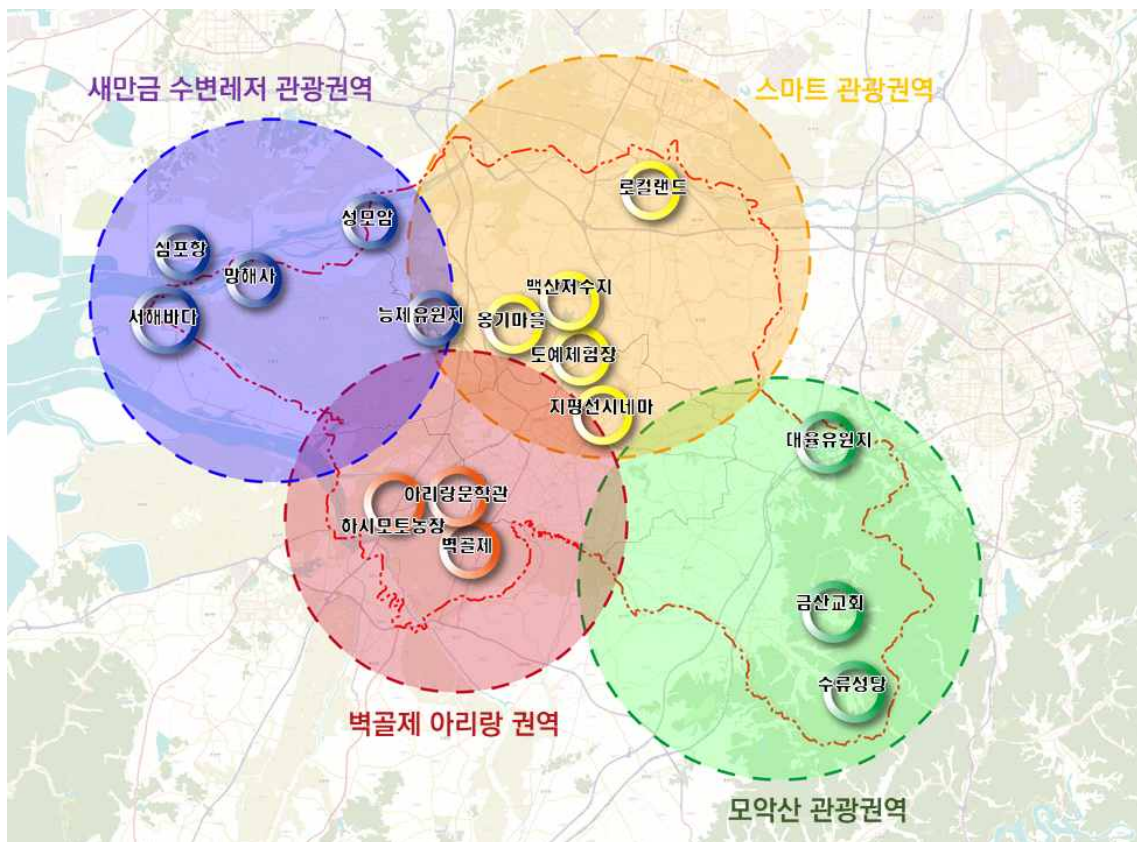 새만금 수변레저 관광권역
스마트 관광권역
로컬랜드
성모암
심포항
망해사
백산저수지
서해바다
능제유원지
옹기마을
도예체험장
지평선시네마
대율유원지
아리랑문학관
하시모토농장
벽골제
금산교회
수류성당
벽골제 아리랑 권역
모악산 관광권역